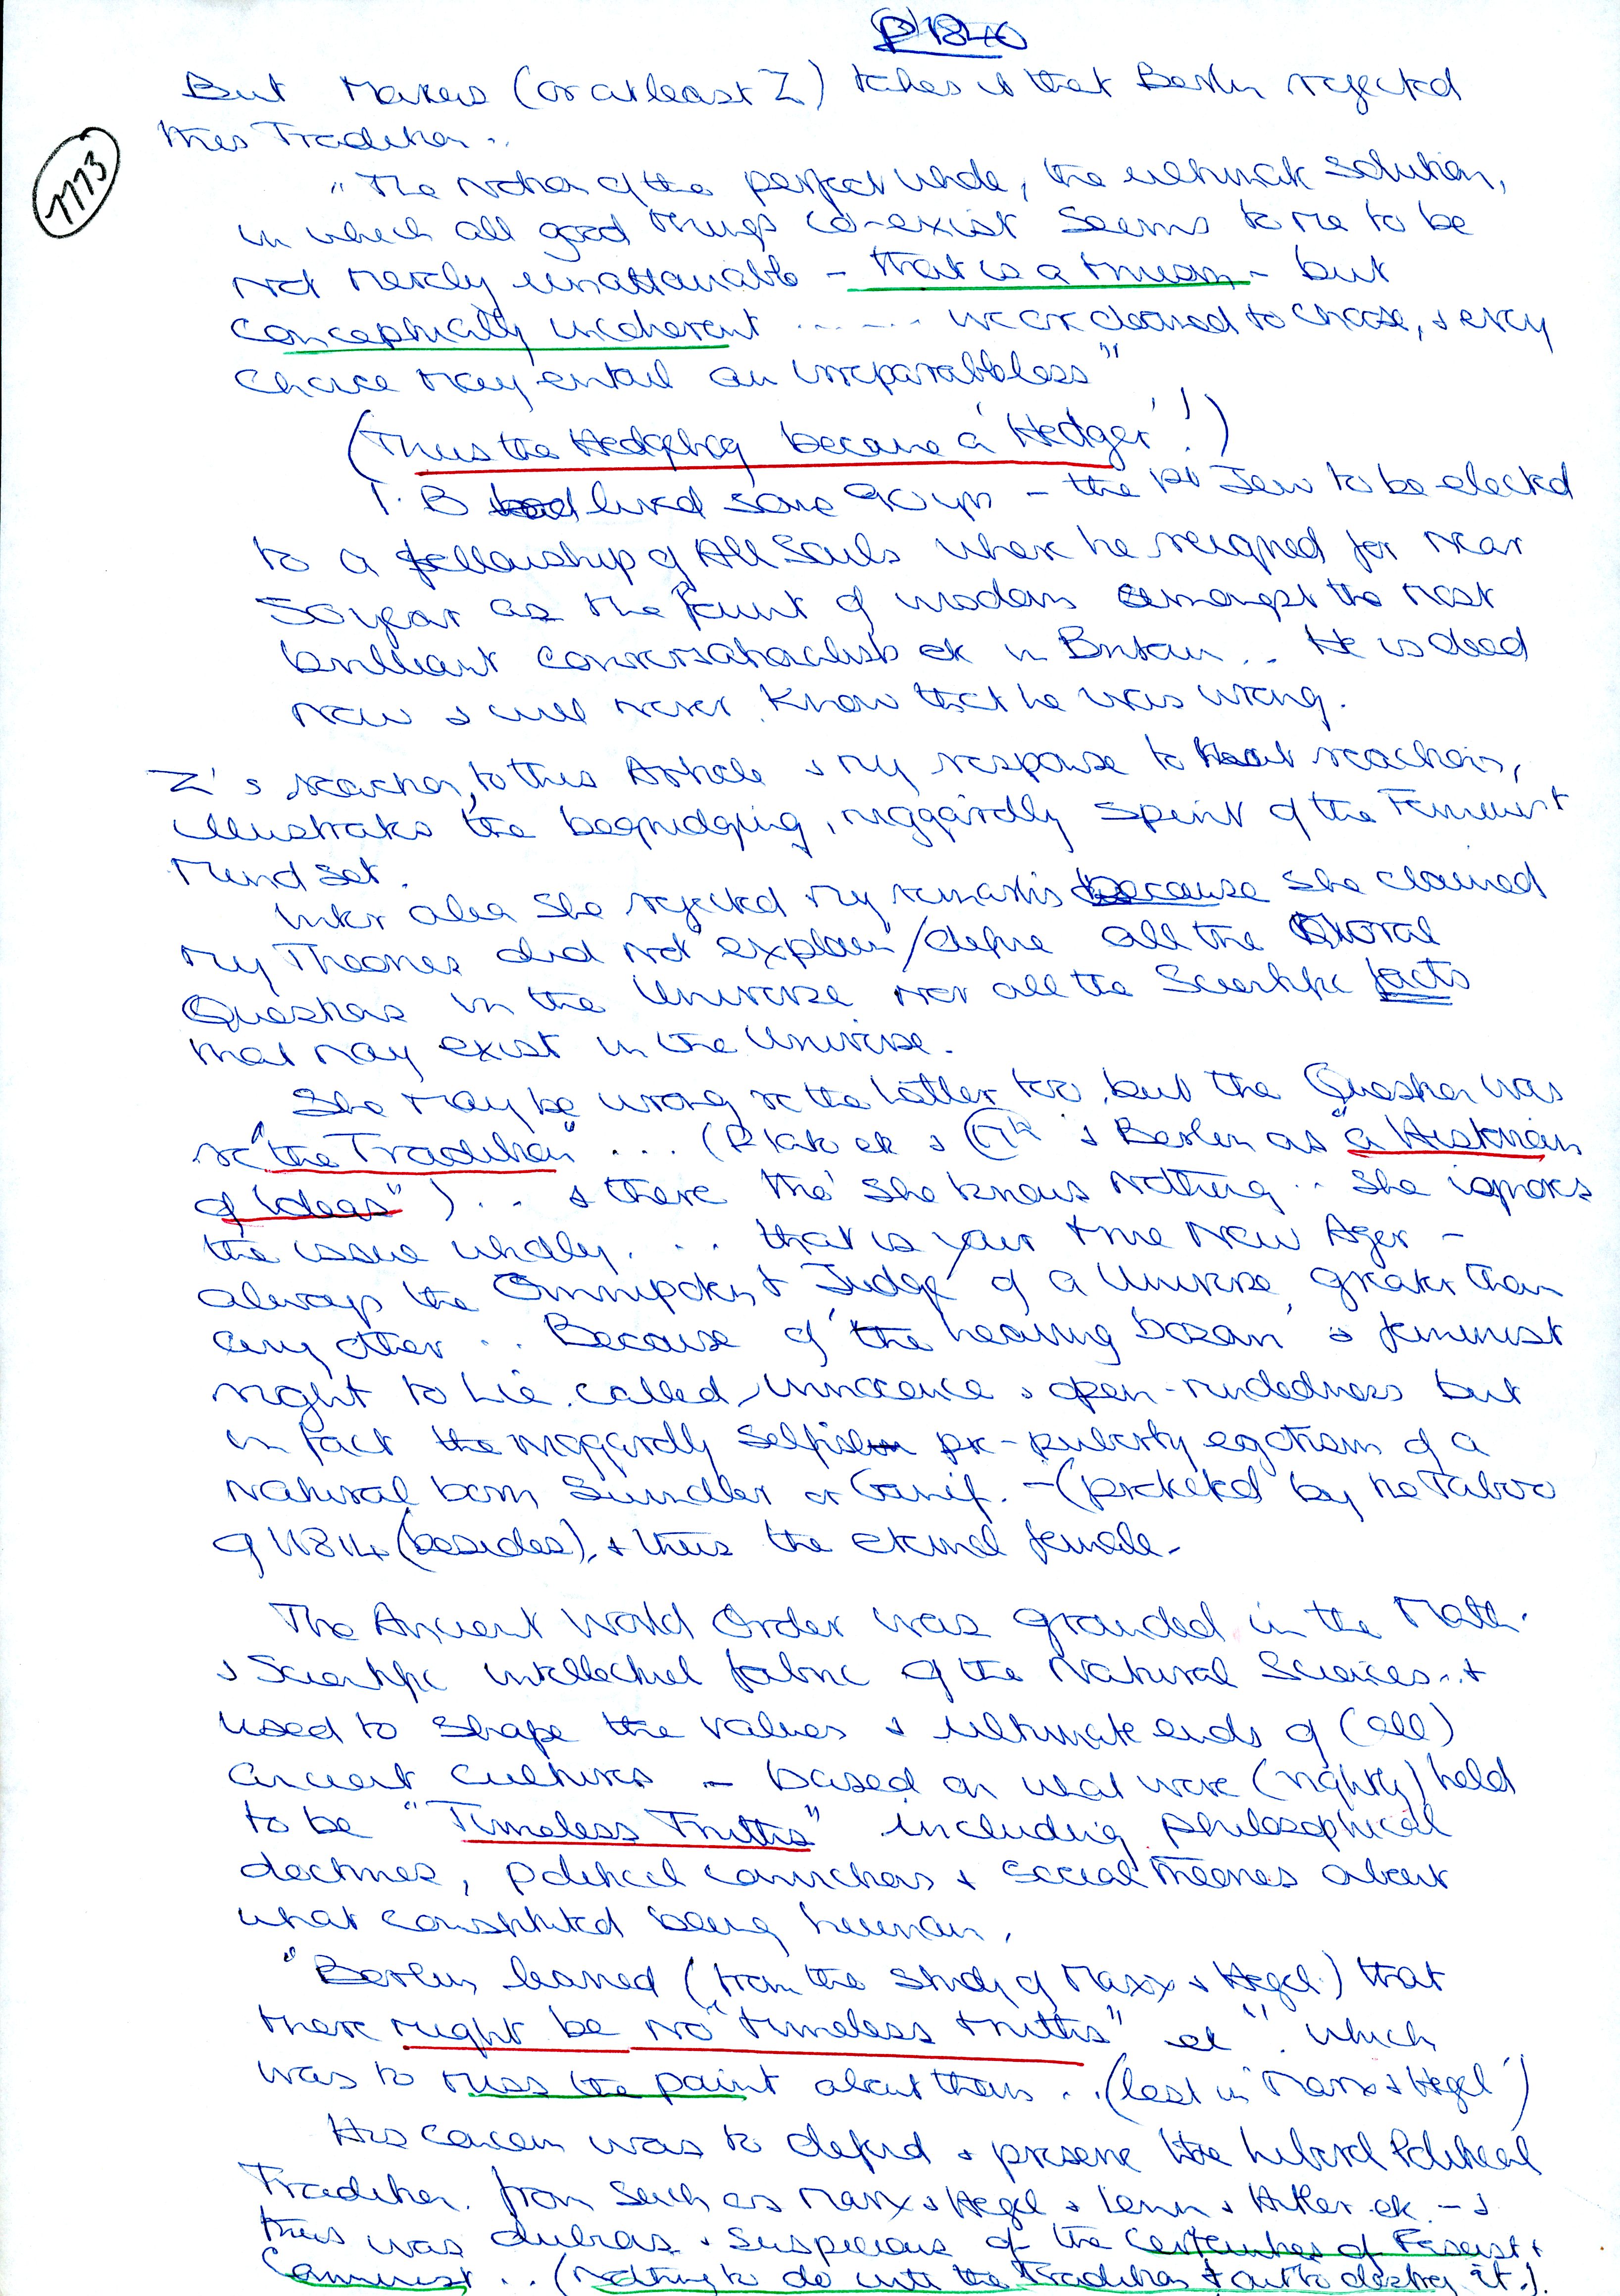 P 1840
But Makers (or at least Z) takes it that Berlin rejected
this Tradition ..
1113
"The notion of the perfect whole, the ultimate solution,
in which all good things co-exist seems to me to be
not merely unattainable – that is a truism – but
conceptually incoherent ...... we are doomed to choose, & every
choice may entail an irreparable loss"
(Thus the Hedgehog became a 'Hedger'!)
I. B lived some 90 yrs – the 1st Jew to be elected
to a fellowship of All Souls where he reigned for near
50 year as the fount of wisdom amongst the most
brilliant conversationalists etc in Britain .. He is dead
now & will never know that he was wrong.
Z's reaction, to this Article & my response to that reaction,
illustrates the begrudging, niggardly spirit of the Feminist
Mind set.
Inter alia she rejected my remarks because she claimed
my Theories did not explain/define all the Moral
Questions in the Universe nor all the Scientific facts
that may exist in the Universe.
She may be wrong re the latter too, but the Question was
re "the Tradition" ... (Plato etc & & Berlin as "a Historian
of Ideas") .. & there tho' she knows nothing .. she ignores
the issue wholly ... that is your true New Ager –
always the Omnipotent Judge of a Universe, greater than
any other .. Because of 'the heaving bosom' & feminist
right to Lie called innocence & open-mindedness but
in fact the niggardly selfish pre-puberty egotism of a
natural born Swindler or Ganif. – (protected by the Taboo
of (besides), & thus the eternal female –
The Ancient World Order was grounded in the Math.
& Scientific intellectual fabric of the Natural Sciences .. &
used to shape the values & ultimate ends of (all)
ancient cultures – based on what were (rightly) held
to be "Timeless Truths" including philosophical
doctrines, political convictions & social theories about
what constituted being human.
"Berlin learned (from the study of Marx & Hegel) that
there might be no "timeless truths" etc". which
was to miss the point about them .. (lost in 'Marx & Hegel')
His concern was to defend & preserve the Liberal Political
Tradition from such as Marx & Hegel & Lenin & Hitler etc – &
thus was dubious & suspicious of the Certainties of Fascist &
Communist .. (nothing to do with the Tradition & out to destroy it).